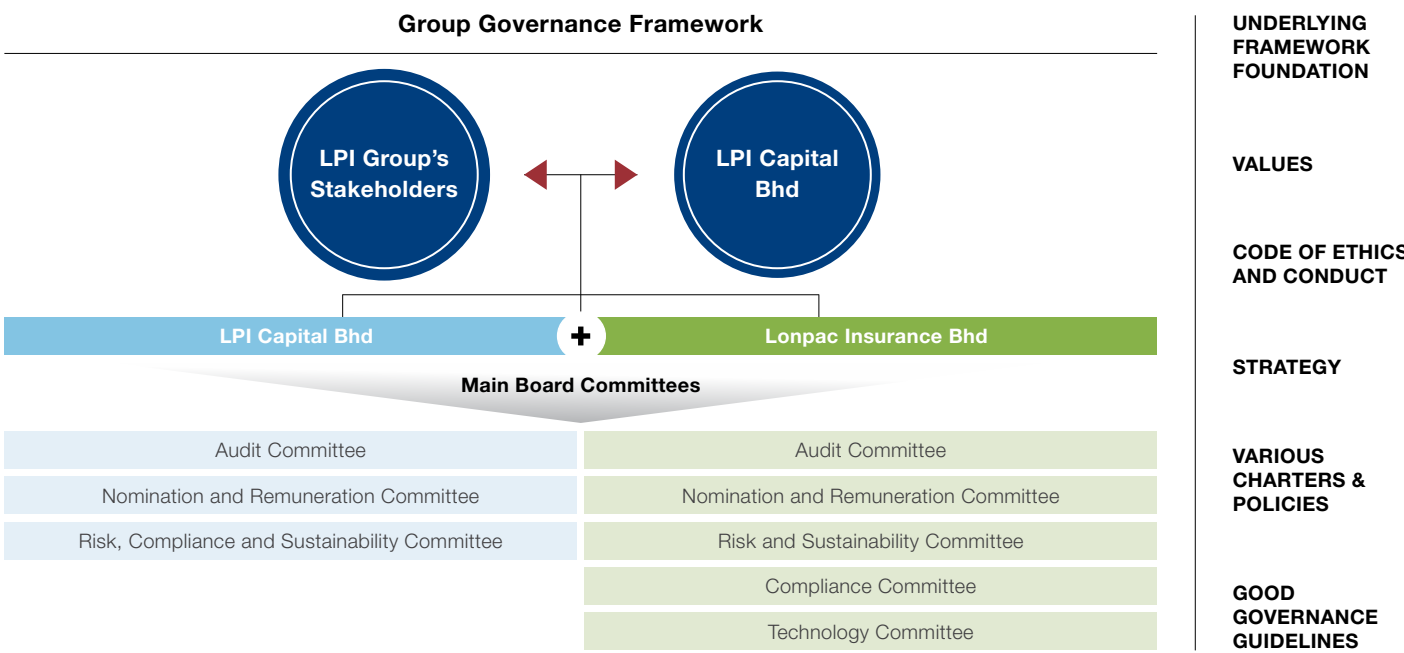 Group Governance Framework
LPI Group’s
Stakeholders
LPI Capital
Bhd
LPI Capital Bhd
+
Lonpac Insurance Bhd
Main Board Committees
Audit Committee
Nomination and Remuneration Committee
Risk, Compliance and Sustainability Committee
Audit Committee
Nomination and Remuneration Committee
Risk and Sustainability Committee
Compliance Committee
Technology Committee
UNDERLYING
FRAMEWORK
FOUNDATION
VALUES
CODE OF ETHICS
AND CONDUCT
STRATEGY
VARIOUS
CHARTERS &
POLICIES
GOOD
GOVERNANCE
GUIDELINES